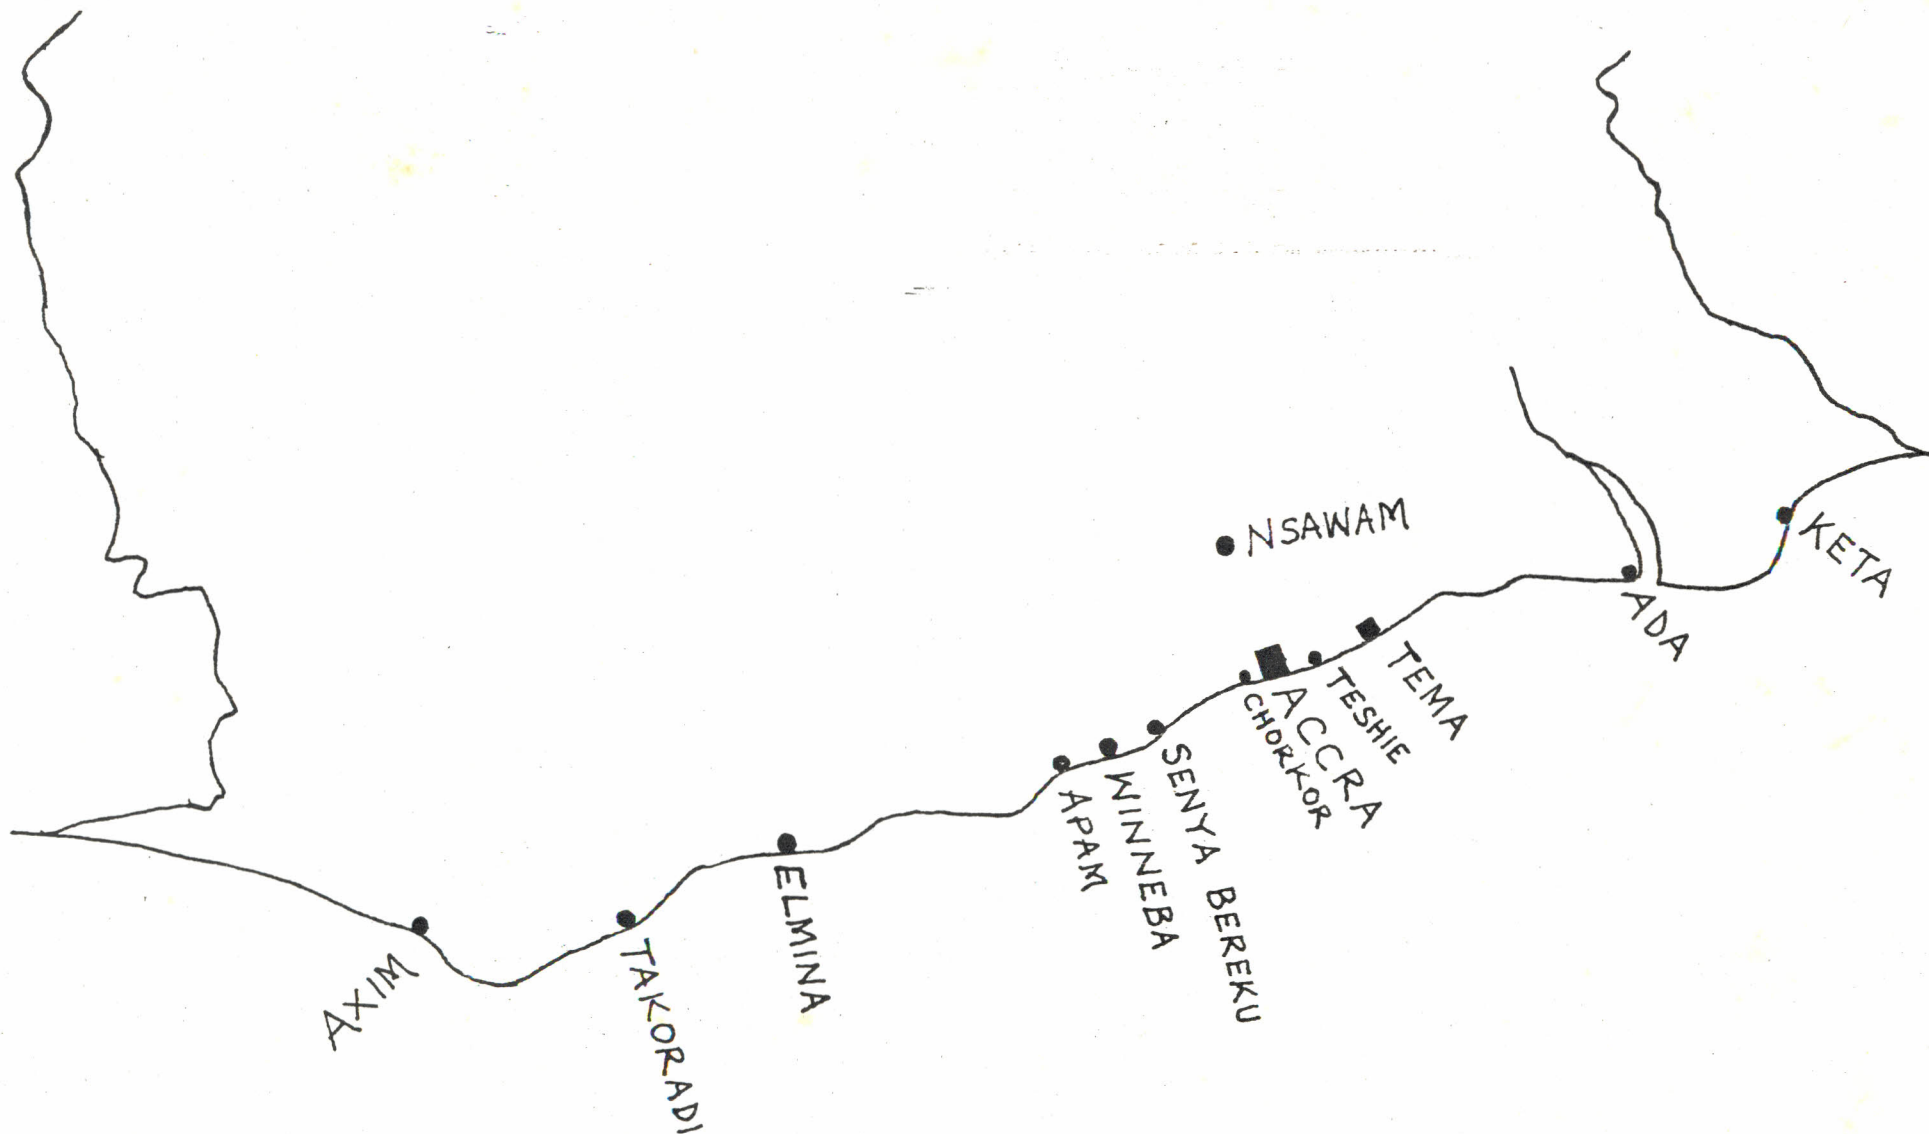 NSAWAM
KETA
ADA
TEMA
TESHIE
ACCRA
CHORKOR
SENYA BEREKU
WINNEBA
APAM
ELMINA
TAKORADI
AXIM